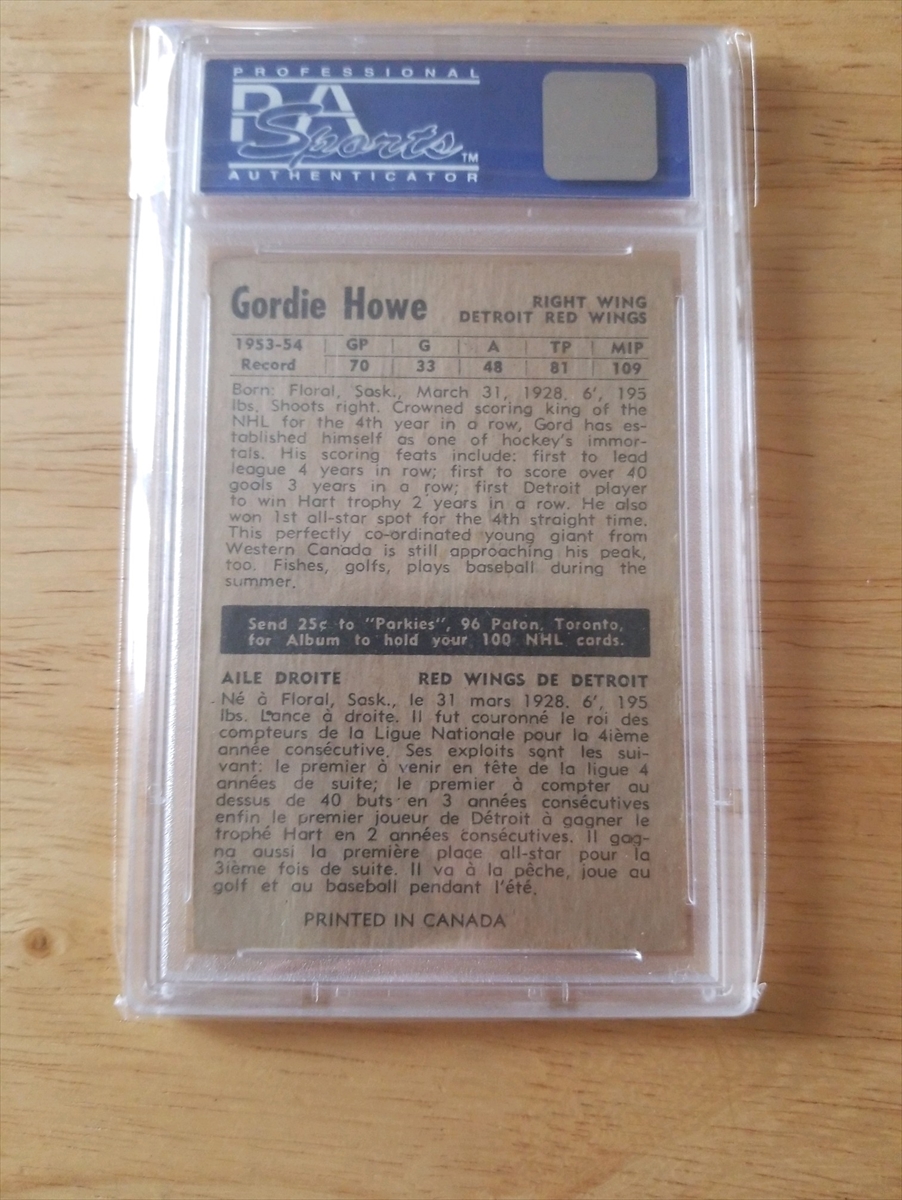 PROFESSIONAL
PSA
Sports™
AUTHENTICATOR
Gordie Howe
RIGHT WING
DETROIT RED WINGS
1953-54 GP G A TP MIP
Record 70 33 48 81 109
Born: Floral, Sask., March 31, 1928. 6', 195
lbs. Shoots right. Crowned scoring king of the
NHL for the 4th year in a row, Gord has es-
tablished himself as one of hockey's immor-
tals. His scoring feats include: first to lead
league 4 years in row; first to score over 40
goals 3 years in a row; first Detroit player
to win Hart trophy 2 years in a row. He also
won 1st all-star spot for the 4th straight time.
This perfectly co-ordinated young giant from
Western Canada is still approaching his peak,
too. Fishes, golfs, plays baseball during the
summer.
Send 25c to "Parkies", 96 Paton, Toronto,
for Album to hold your 100 NHL cards.
AILE DROITE RED WINGS DE DETROIT
Né à Floral, Sask., le 31 mars 1928. 6', 195
lbs. Lance à droite. Il fut couronné le roi des
compteurs de la Ligue Nationale pour la 4ième
année consécutive. Ses exploits sont les sui-
vant: le premier à venir en tête de la ligue 4
années de suite; le premier à compter au
dessus de 40 buts en 3 années consécutives
enfin le premier joueur de Détroit à gagner le
trophé Hart en 2 années consécutives. Il gag-
na aussi la première place all-star pour la
3ième fois de suite. Il va à la pêche, joue au
golf et au baseball pendant l'été.
PRINTED IN CANADA